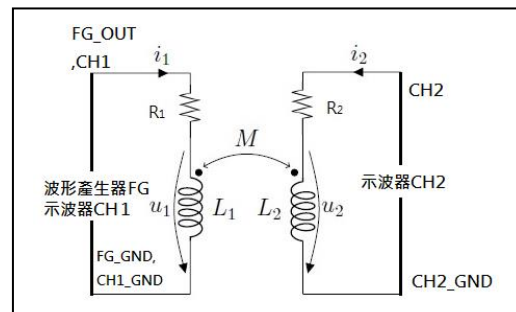 FG_OUT
,CH1
i₁
i₂
CH2
R₁
R₂
M
波形產生器FG
示波器CH1
u₁
L₁
L₂
u₂
示波器CH2
FG_GND,
CH1_GND
CH2_GND